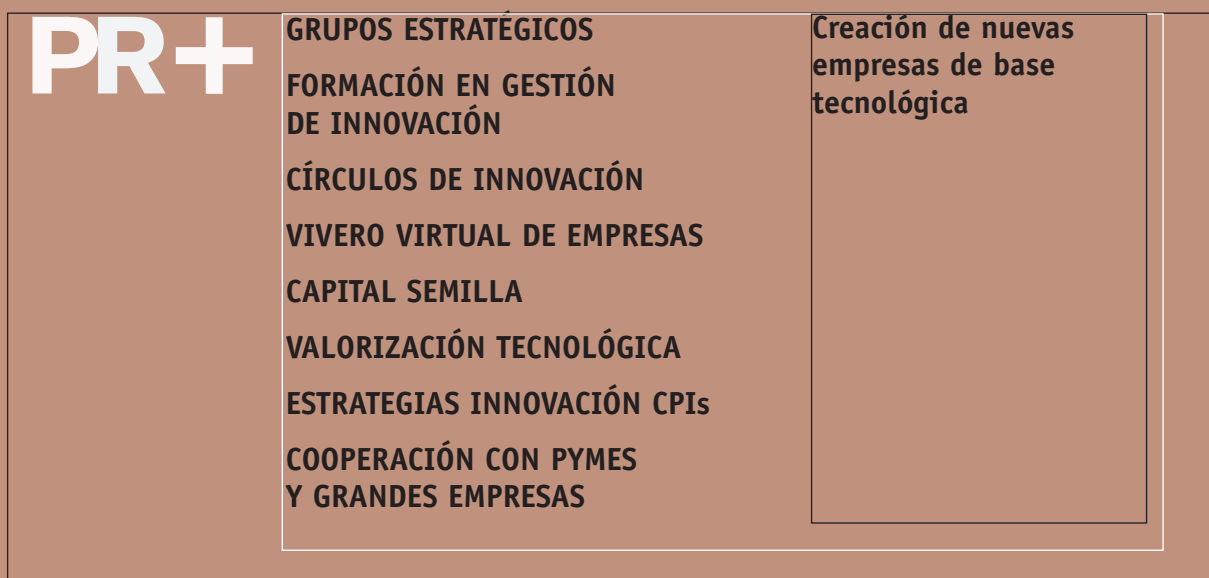 PR+
GRUPOS ESTRATÉGICOS
FORMACIÓN EN GESTIÓN
DE INNOVACIÓN
CÍRCULOS DE INNOVACIÓN
VIVERO VIRTUAL DE EMPRESAS
CAPITAL SEMILLA
VALORIZACIÓN TECNOLÓGICA
ESTRATEGIAS INNOVACIÓN CPIs
COOPERACIÓN CON PYMES
Y GRANDES EMPRESAS
Creación de nuevas
empresas de base
tecnológica